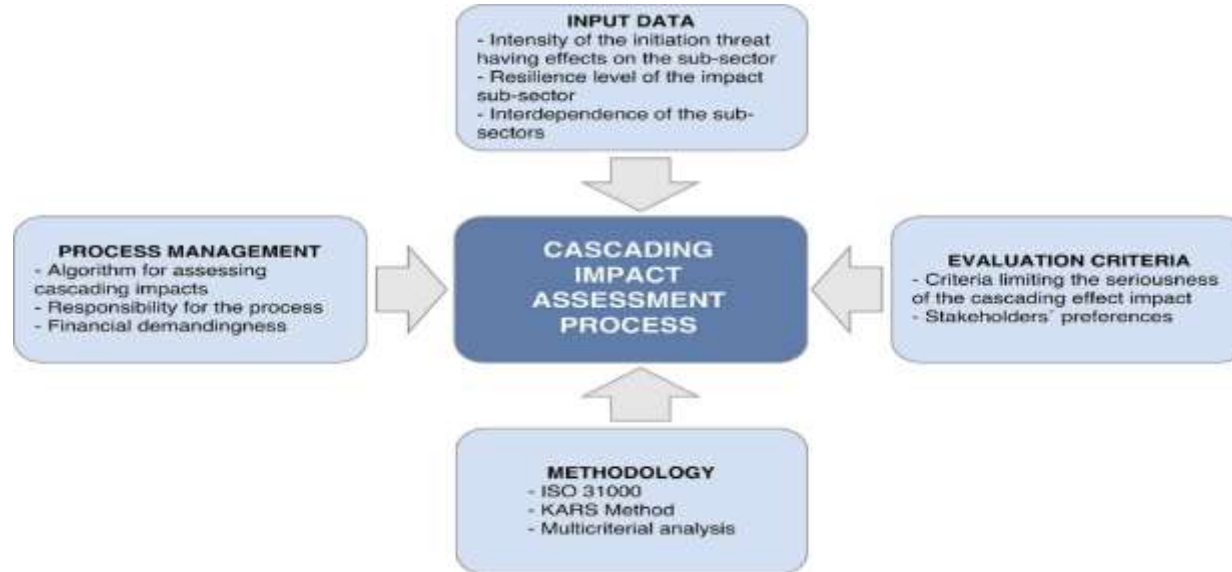 INPUT DATA
- Intensity of the initiation threat
having effects on the sub-sector
- Resilience level of the impact
sub-sector
- Interdependence of the sub-
sectors
PROCESS MANAGEMENT
- Algorithm for assessing
cascading impacts
- Responsibility for the process
- Financial demandingness
CASCADING
IMPACT
ASSESSMENT
PROCESS
EVALUATION CRITERIA
- Criteria limiting the seriousness
of the cascading effect impact
- Stakeholders´ preferences
METHODOLOGY
- ISO 31000
- KARS Method
- Multicriterial analysis